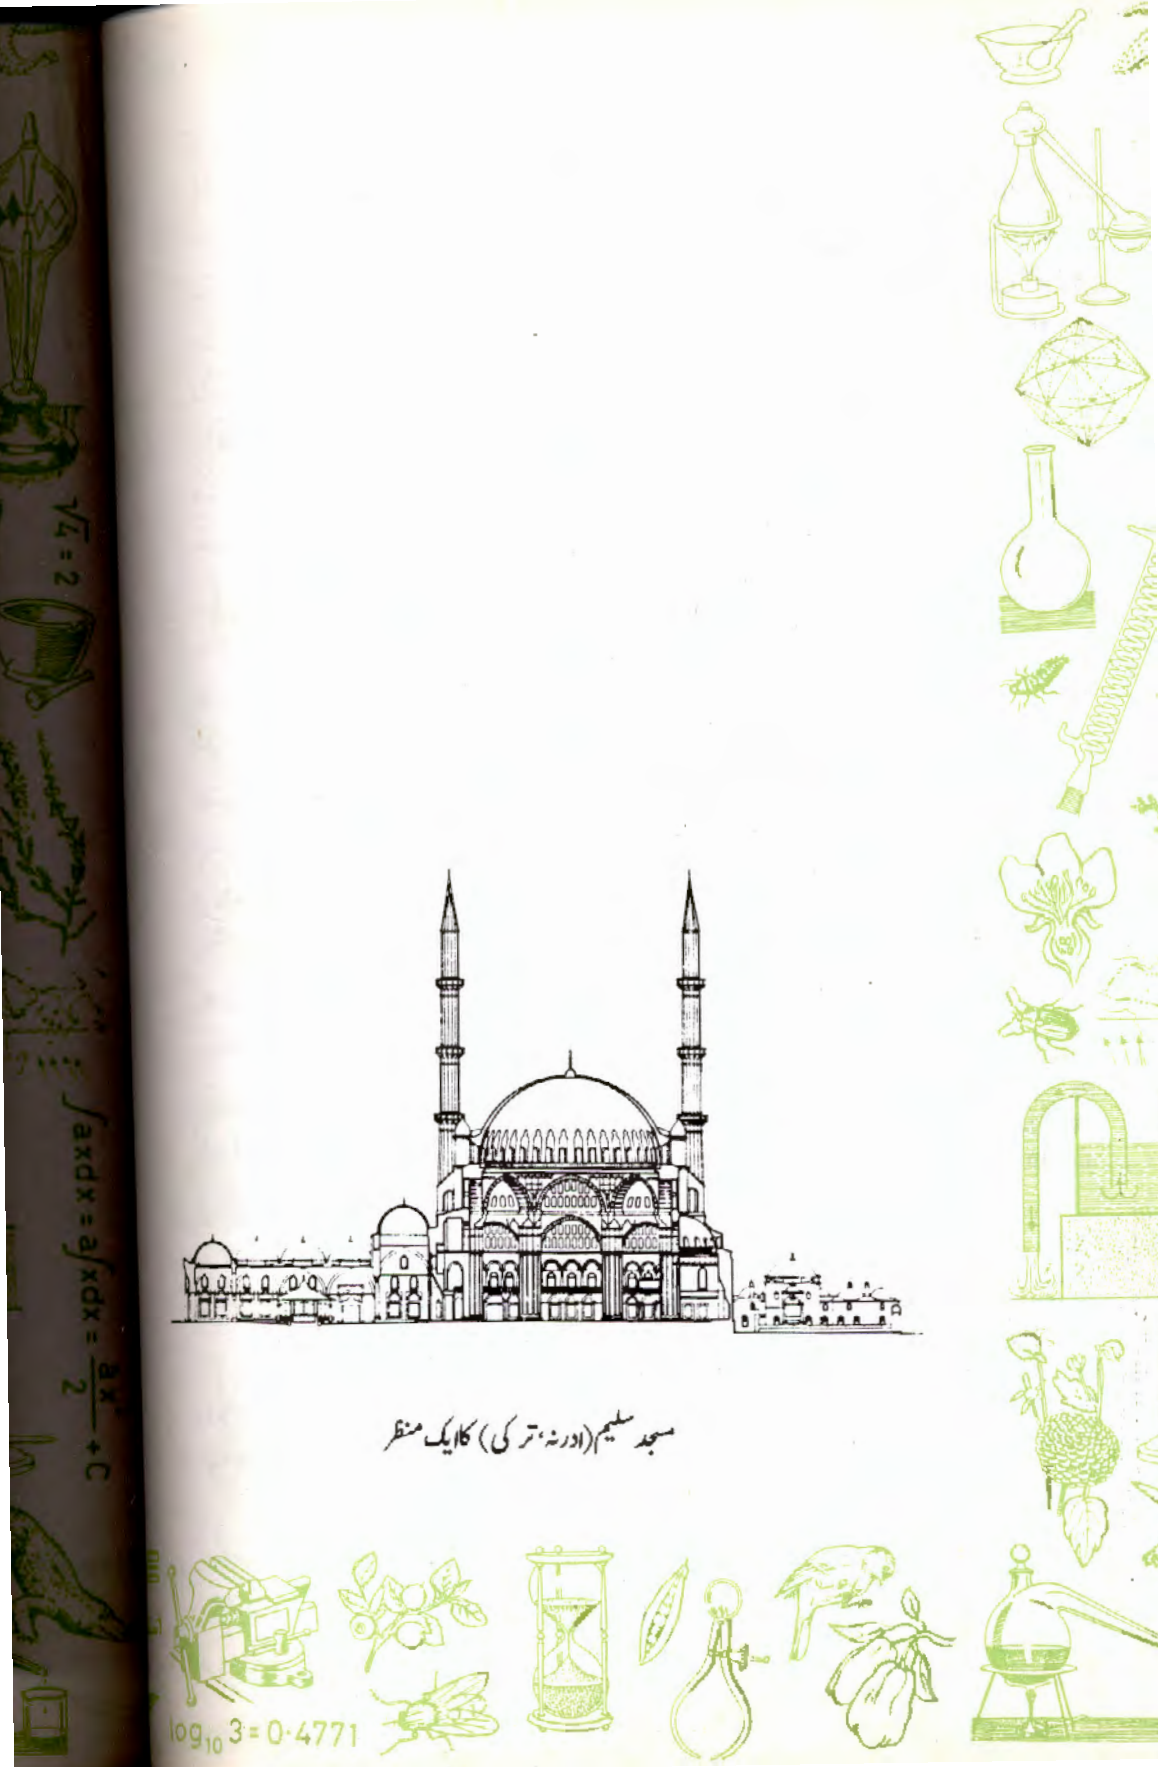 √4 = 2
∫axdx = a∫xdx = ax²/2 + C
مسجد سلیم (ادرنہ، ترکی) کا ایک منظر
log₁₀ 3 = 0·4771